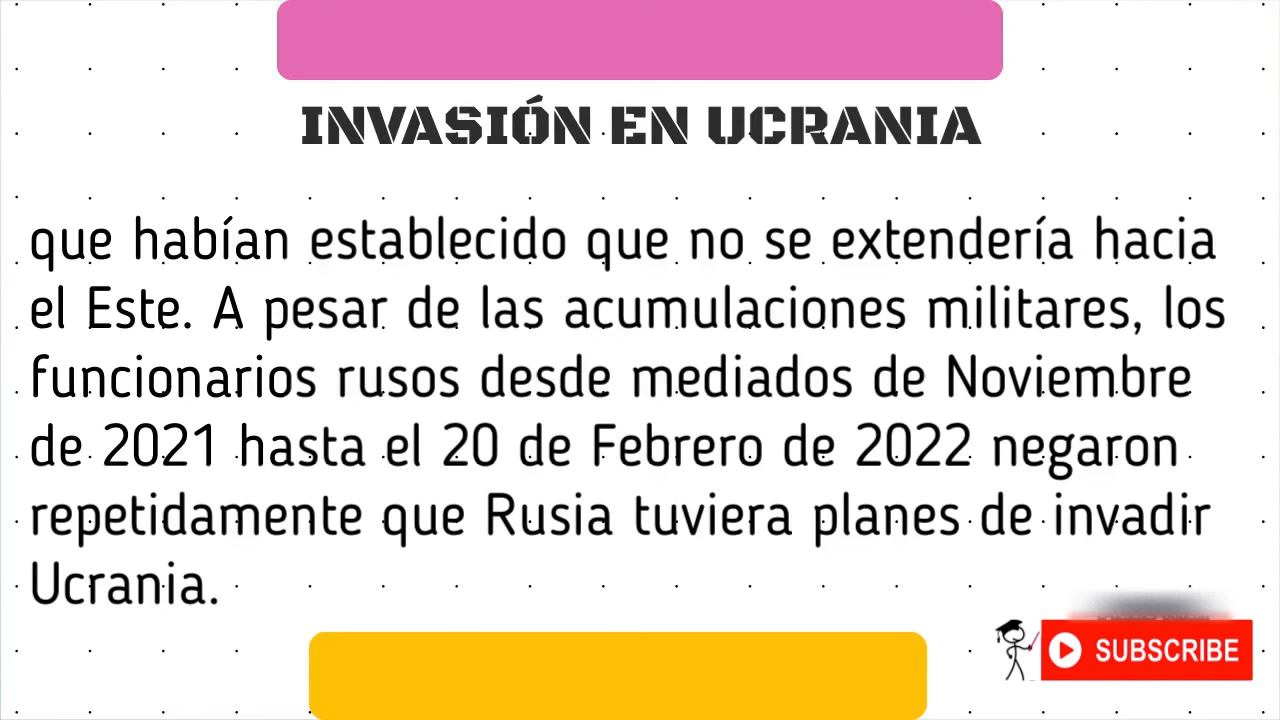 INVASIÓN EN UCRANIA
que habían establecido que no se extendería hacia
el Este. A pesar de las acumulaciones militares, los
funcionarios rusos desde mediados de Noviembre
de 2021 hasta el 20 de Febrero de 2022 negaron
repetidamente que Rusia tuviera planes de invadir
Ucrania.
SUBSCRIBE